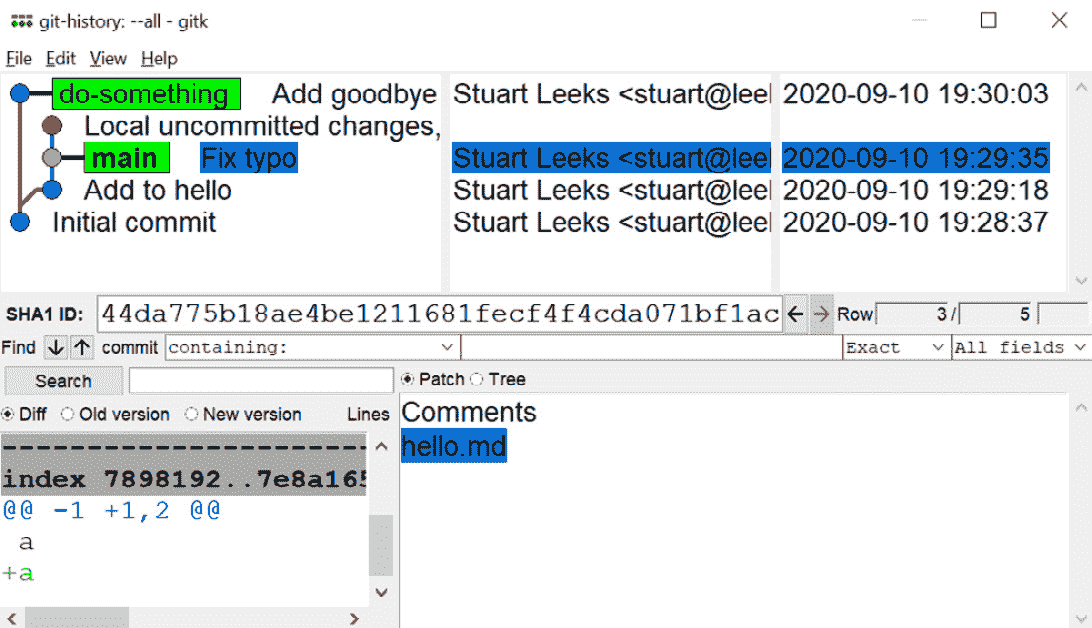 git-history: --all - gitk
File Edit View Help
do-something Add goodbye Stuart Leeks <stuart@leel 2020-09-10 19:30:03
Local uncommitted changes,
main Fix typo Stuart Leeks <stuart@leel 2020-09-10 19:29:35
Add to hello Stuart Leeks <stuart@leel 2020-09-10 19:29:18
Initial commit Stuart Leeks <stuart@leel 2020-09-10 19:28:37
SHA1 ID: 44da775b18ae4be1211681fecf4f4cda071bf1ac Row 3 / 5
Find commit containing: Exact All fields
Search Patch Tree
Diff Old version New version Lines
Comments
hello.md
---------------------------
index 7898192..7e8a165
@@ -1 +1,2 @@
a
+a